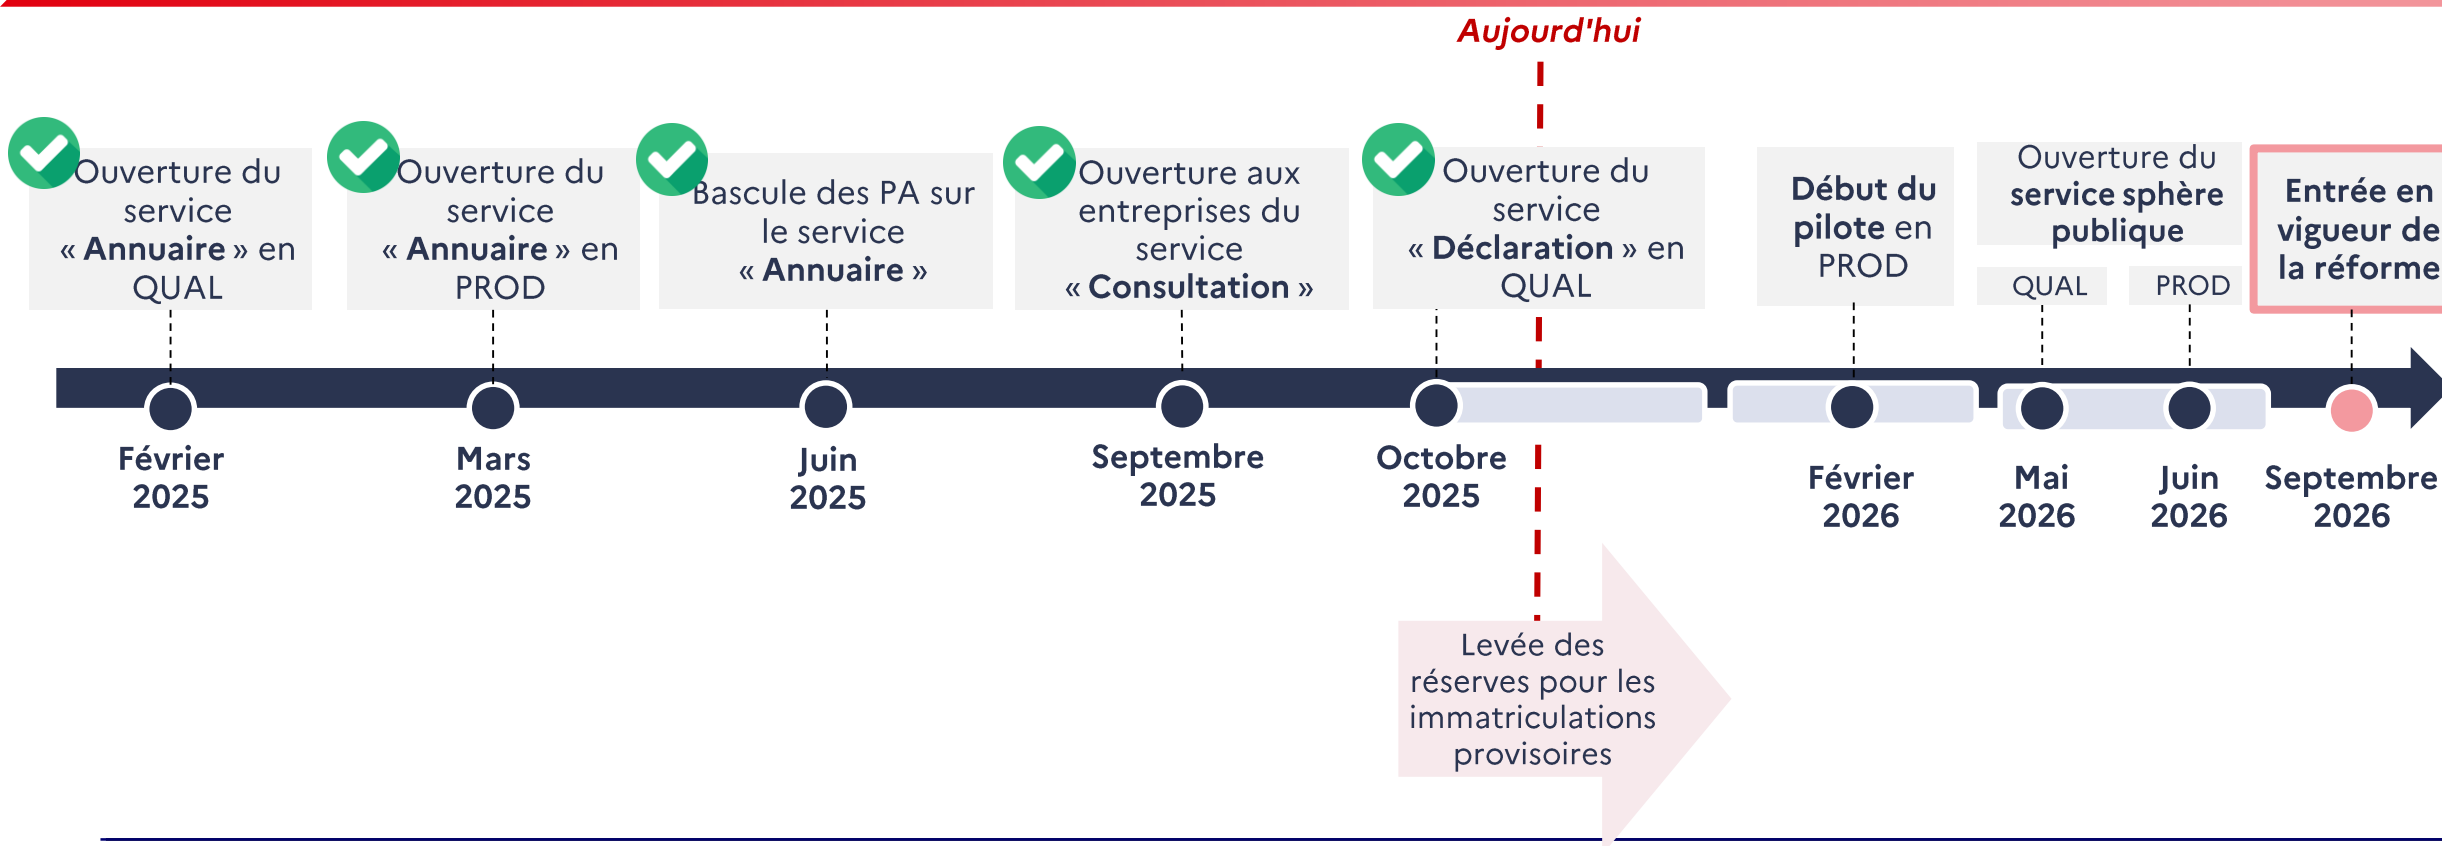 Aujourd'hui
Ouverture du
service
« Annuaire » en
QUAL
Ouverture du
service
« Annuaire » en
PROD
Bascule des PA sur
le service
« Annuaire »
Ouverture aux
entreprises du
service
« Consultation »
Ouverture du
service
« Déclaration » en
QUAL
Début du
pilote en
PROD
Ouverture du
service sphère
publique
QUAL
PROD
Entrée en
vigueur de
la réforme
Février
2025
Mars
2025
Juin
2025
Septembre
2025
Octobre
2025
Février
2026
Mai
2026
Juin
2026
Septembre
2026
Levée des
réserves pour les
immatriculations
provisoires